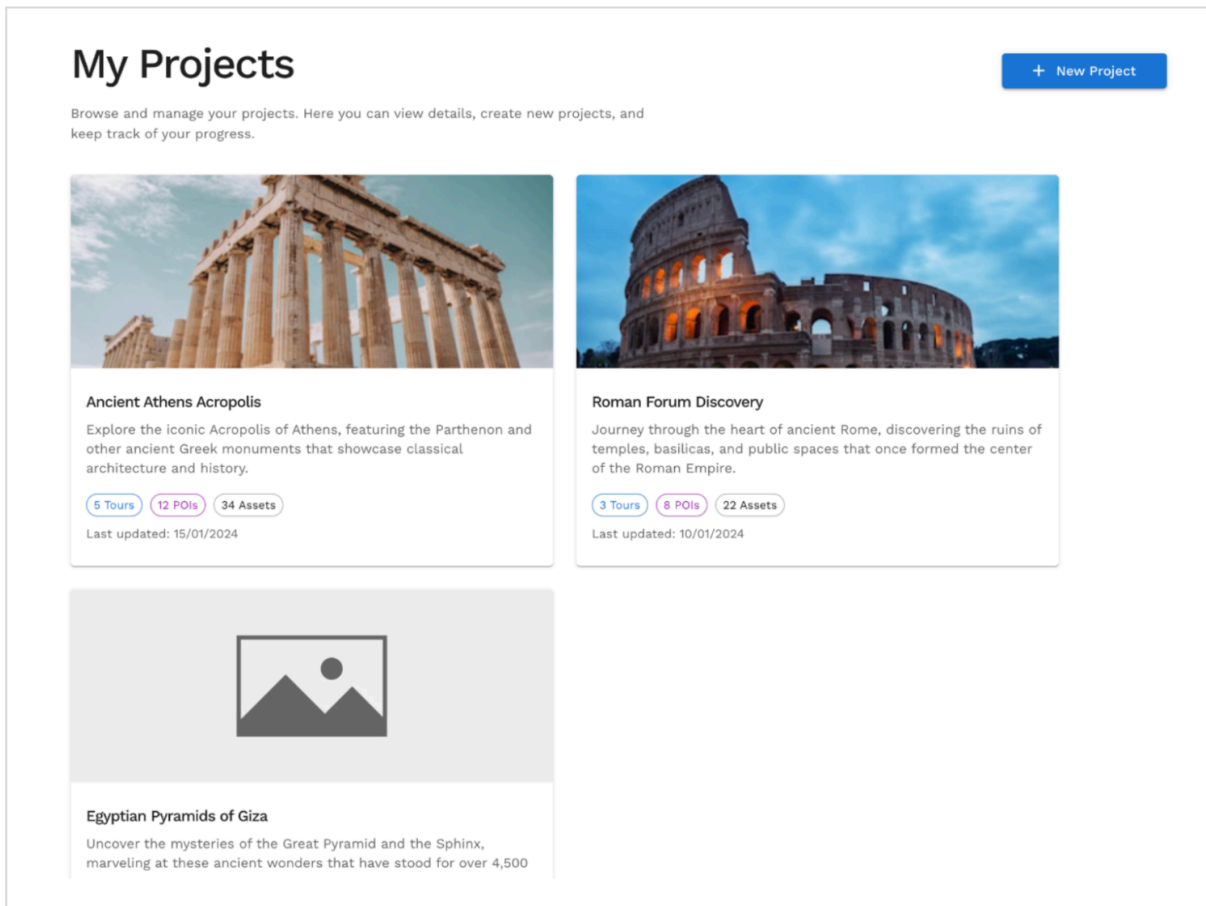 My Projects
+ New Project
Browse and manage your projects. Here you can view details, create new projects, and
keep track of your progress.
Ancient Athens Acropolis
Explore the iconic Acropolis of Athens, featuring the Parthenon and
other ancient Greek monuments that showcase classical
architecture and history.
5 Tours 12 POIs 34 Assets
Last updated: 15/01/2024
Roman Forum Discovery
Journey through the heart of ancient Rome, discovering the ruins of
temples, basilicas, and public spaces that once formed the center
of the Roman Empire.
3 Tours 8 POIs 22 Assets
Last updated: 10/01/2024
Egyptian Pyramids of Giza
Uncover the mysteries of the Great Pyramid and the Sphinx,
marveling at these ancient wonders that have stood for over 4,500